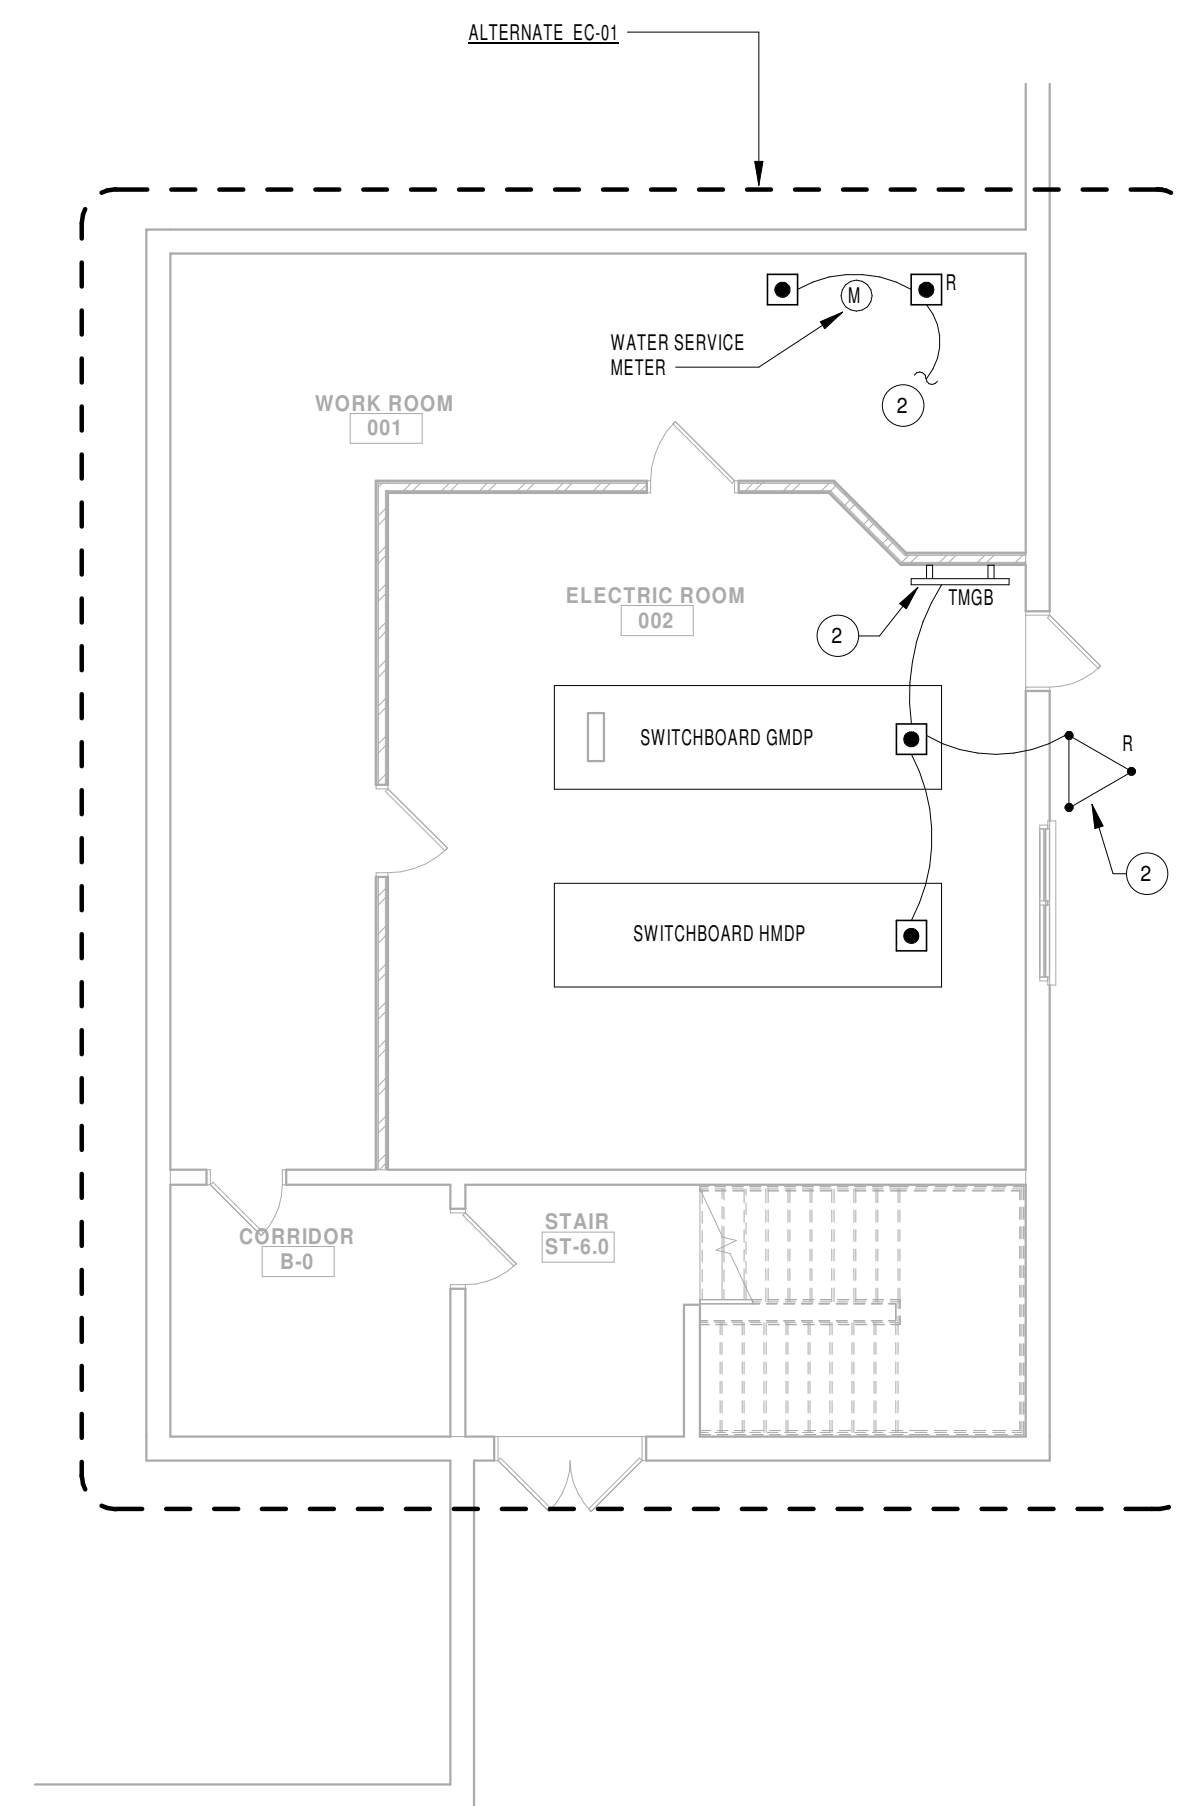 ALTERNATE EC-01
R
M
WATER SERVICE
METER
2
WORK ROOM
001
ELECTRIC ROOM
002
TMGB
2
SWITCHBOARD GMDP
R
2
SWITCHBOARD HMDP
CORRIDOR
B-0
STAIR
ST-6.0